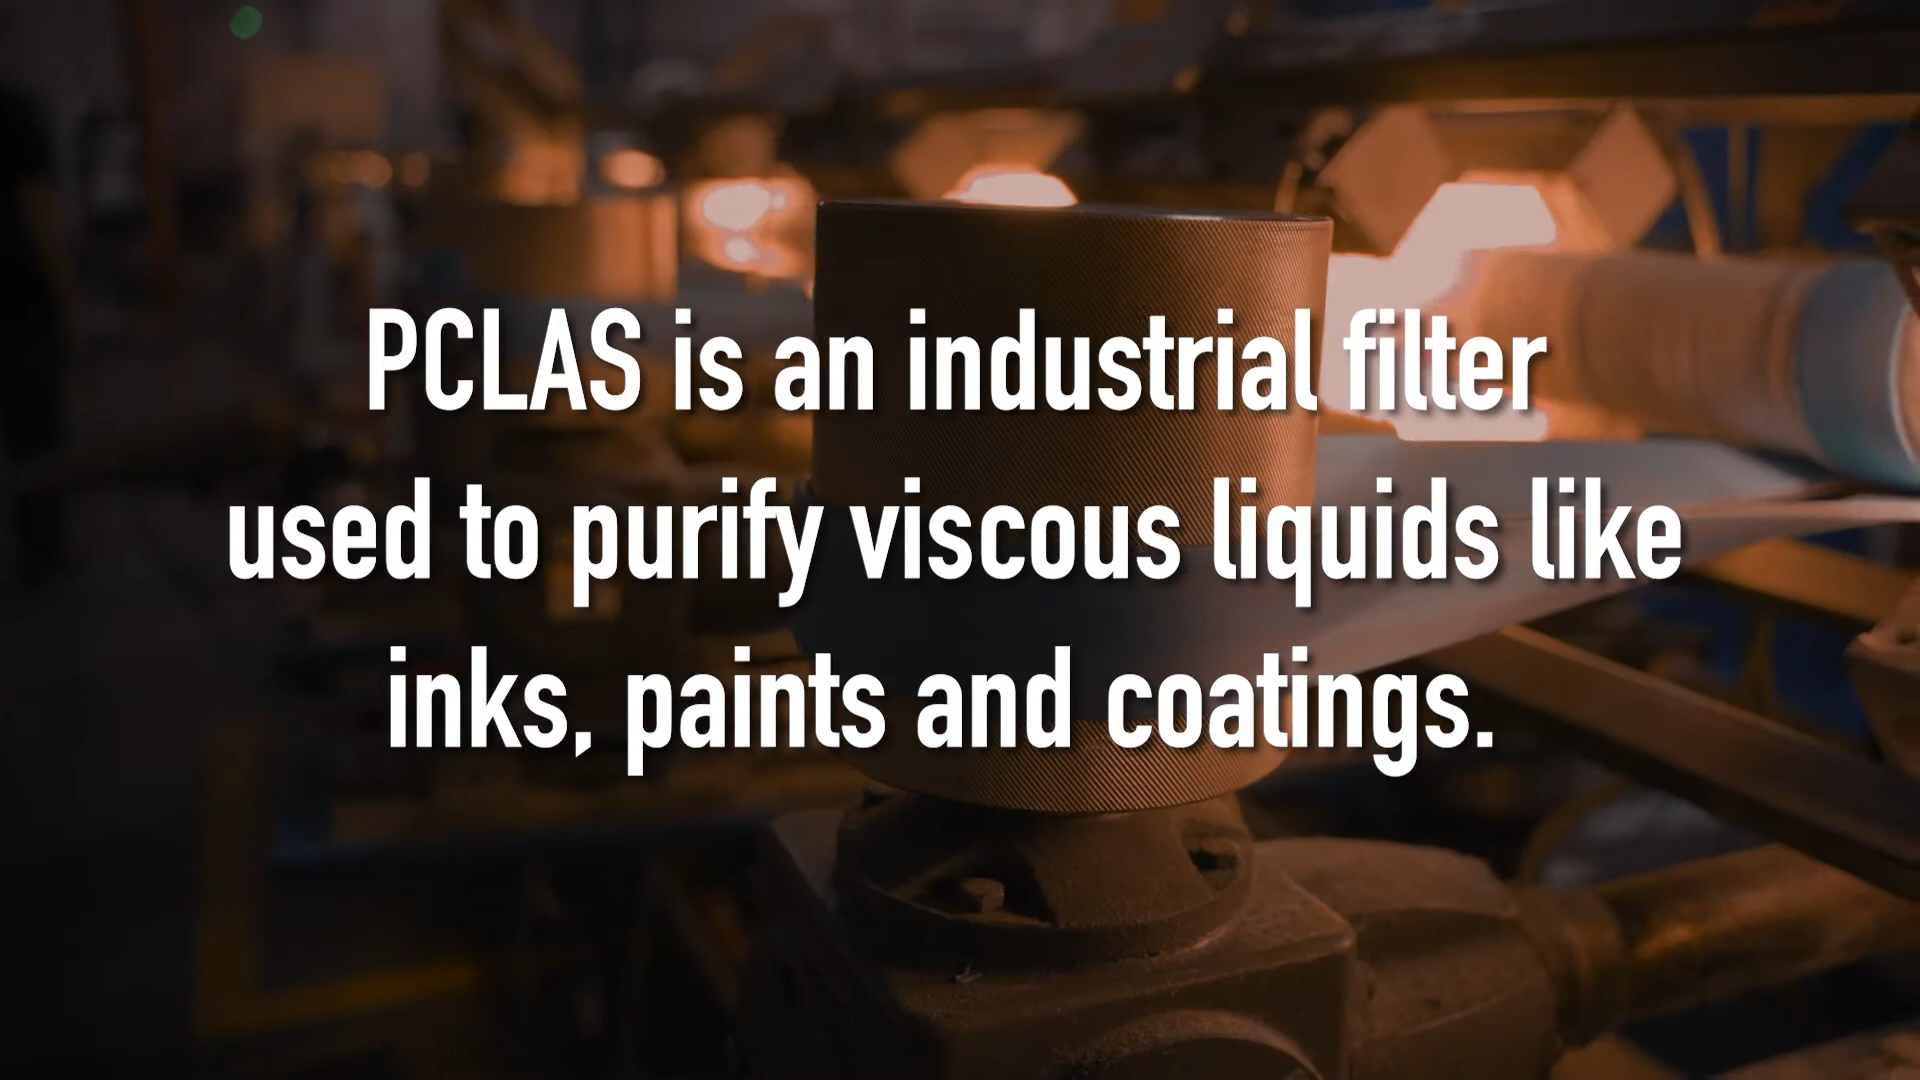 PCLAS is an industrial filter
used to purify viscous liquids like
inks, paints and coatings.